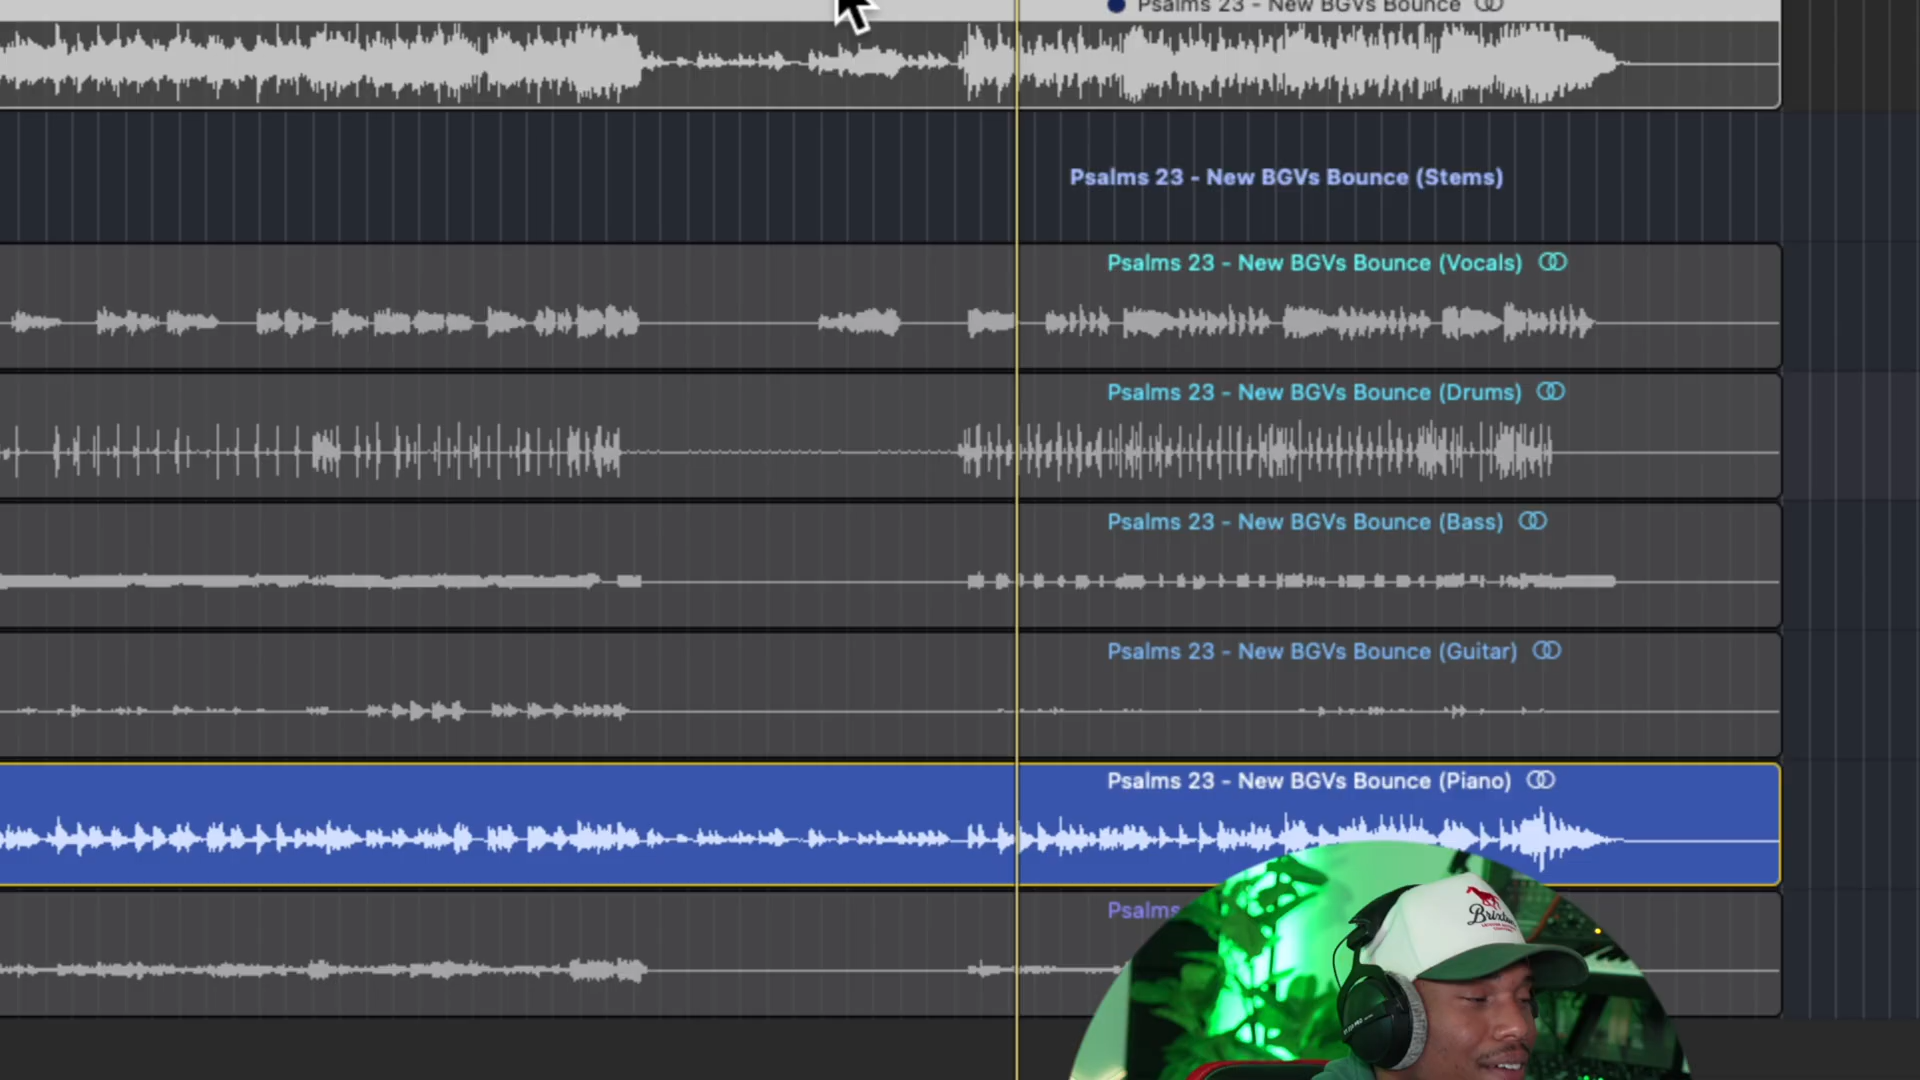 Psalms 23 - New BGVs Bounce
Psalms 23 - New BGVs Bounce (Stems)
Psalms 23 - New BGVs Bounce (Vocals)
Psalms 23 - New BGVs Bounce (Drums)
Psalms 23 - New BGVs Bounce (Bass)
Psalms 23 - New BGVs Bounce (Guitar)
Psalms 23 - New BGVs Bounce (Piano)
Psalms